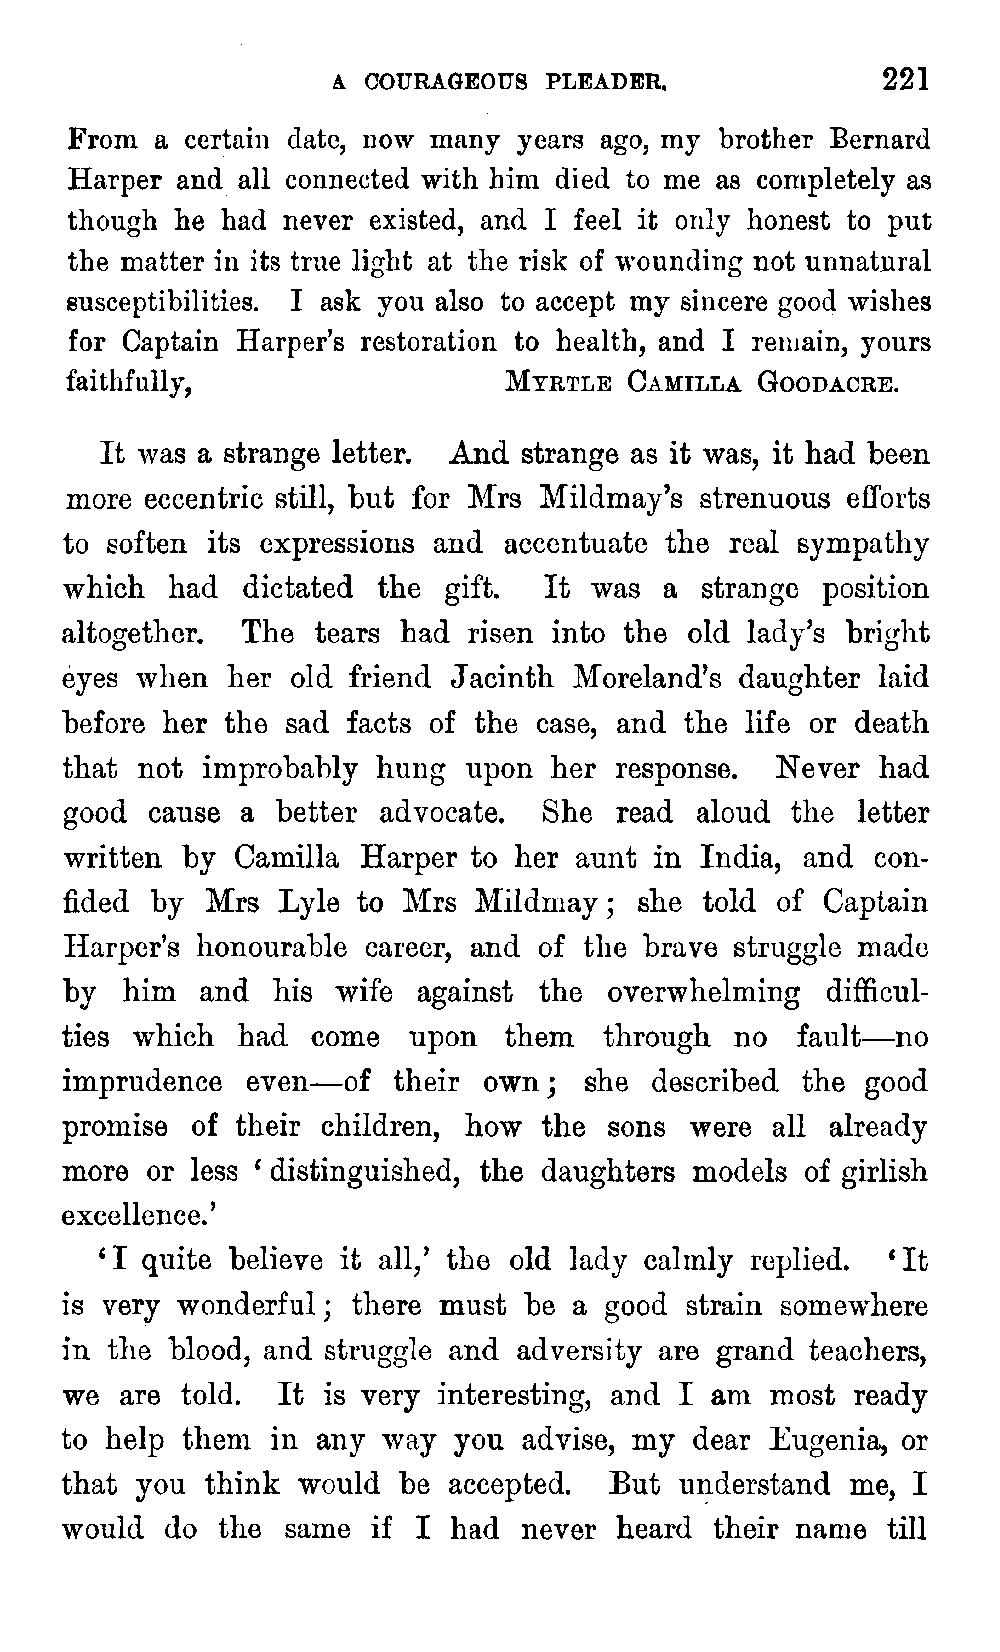 A COURAGEOUS PLEADER. 221
From a certain date, now many years ago, my brother Bernard
Harper and all connected with him died to me as completely as
though he had never existed, and I feel it only honest to put
the matter in its true light at the risk of wounding not unnatural
susceptibilities. I ask you also to accept my sincere good wishes
for Captain Harper's restoration to health, and I remain, yours
faithfully, MYRTLE CAMILLA GOODACRE.
It was a strange letter. And strange as it was, it had been
more eccentric still, but for Mrs Mildmay's strenuous efforts
to soften its expressions and accentuate the real sympathy
which had dictated the gift. It was a strange position
altogether. The tears had risen into the old lady's bright
eyes when her old friend Jacinth Moreland's daughter laid
before her the sad facts of the case, and the life or death
that not improbably hung upon her response. Never had
good cause a better advocate. She read aloud the letter
written by Camilla Harper to her aunt in India, and con-
fided by Mrs Lyle to Mrs Mildmay; she told of Captain
Harper's honourable career, and of the brave struggle made
by him and his wife against the overwhelming difficul-
ties which had come upon them through no fault—no
imprudence even—of their own; she described the good
promise of their children, how the sons were all already
more or less ‘distinguished, the daughters models of girlish
excellence.’
‘I quite believe it all,’ the old lady calmly replied. ‘It
is very wonderful; there must be a good strain somewhere
in the blood, and struggle and adversity are grand teachers,
we are told. It is very interesting, and I am most ready
to help them in any way you advise, my dear Eugenia, or
that you think would be accepted. But understand me, I
would do the same if I had never heard their name till